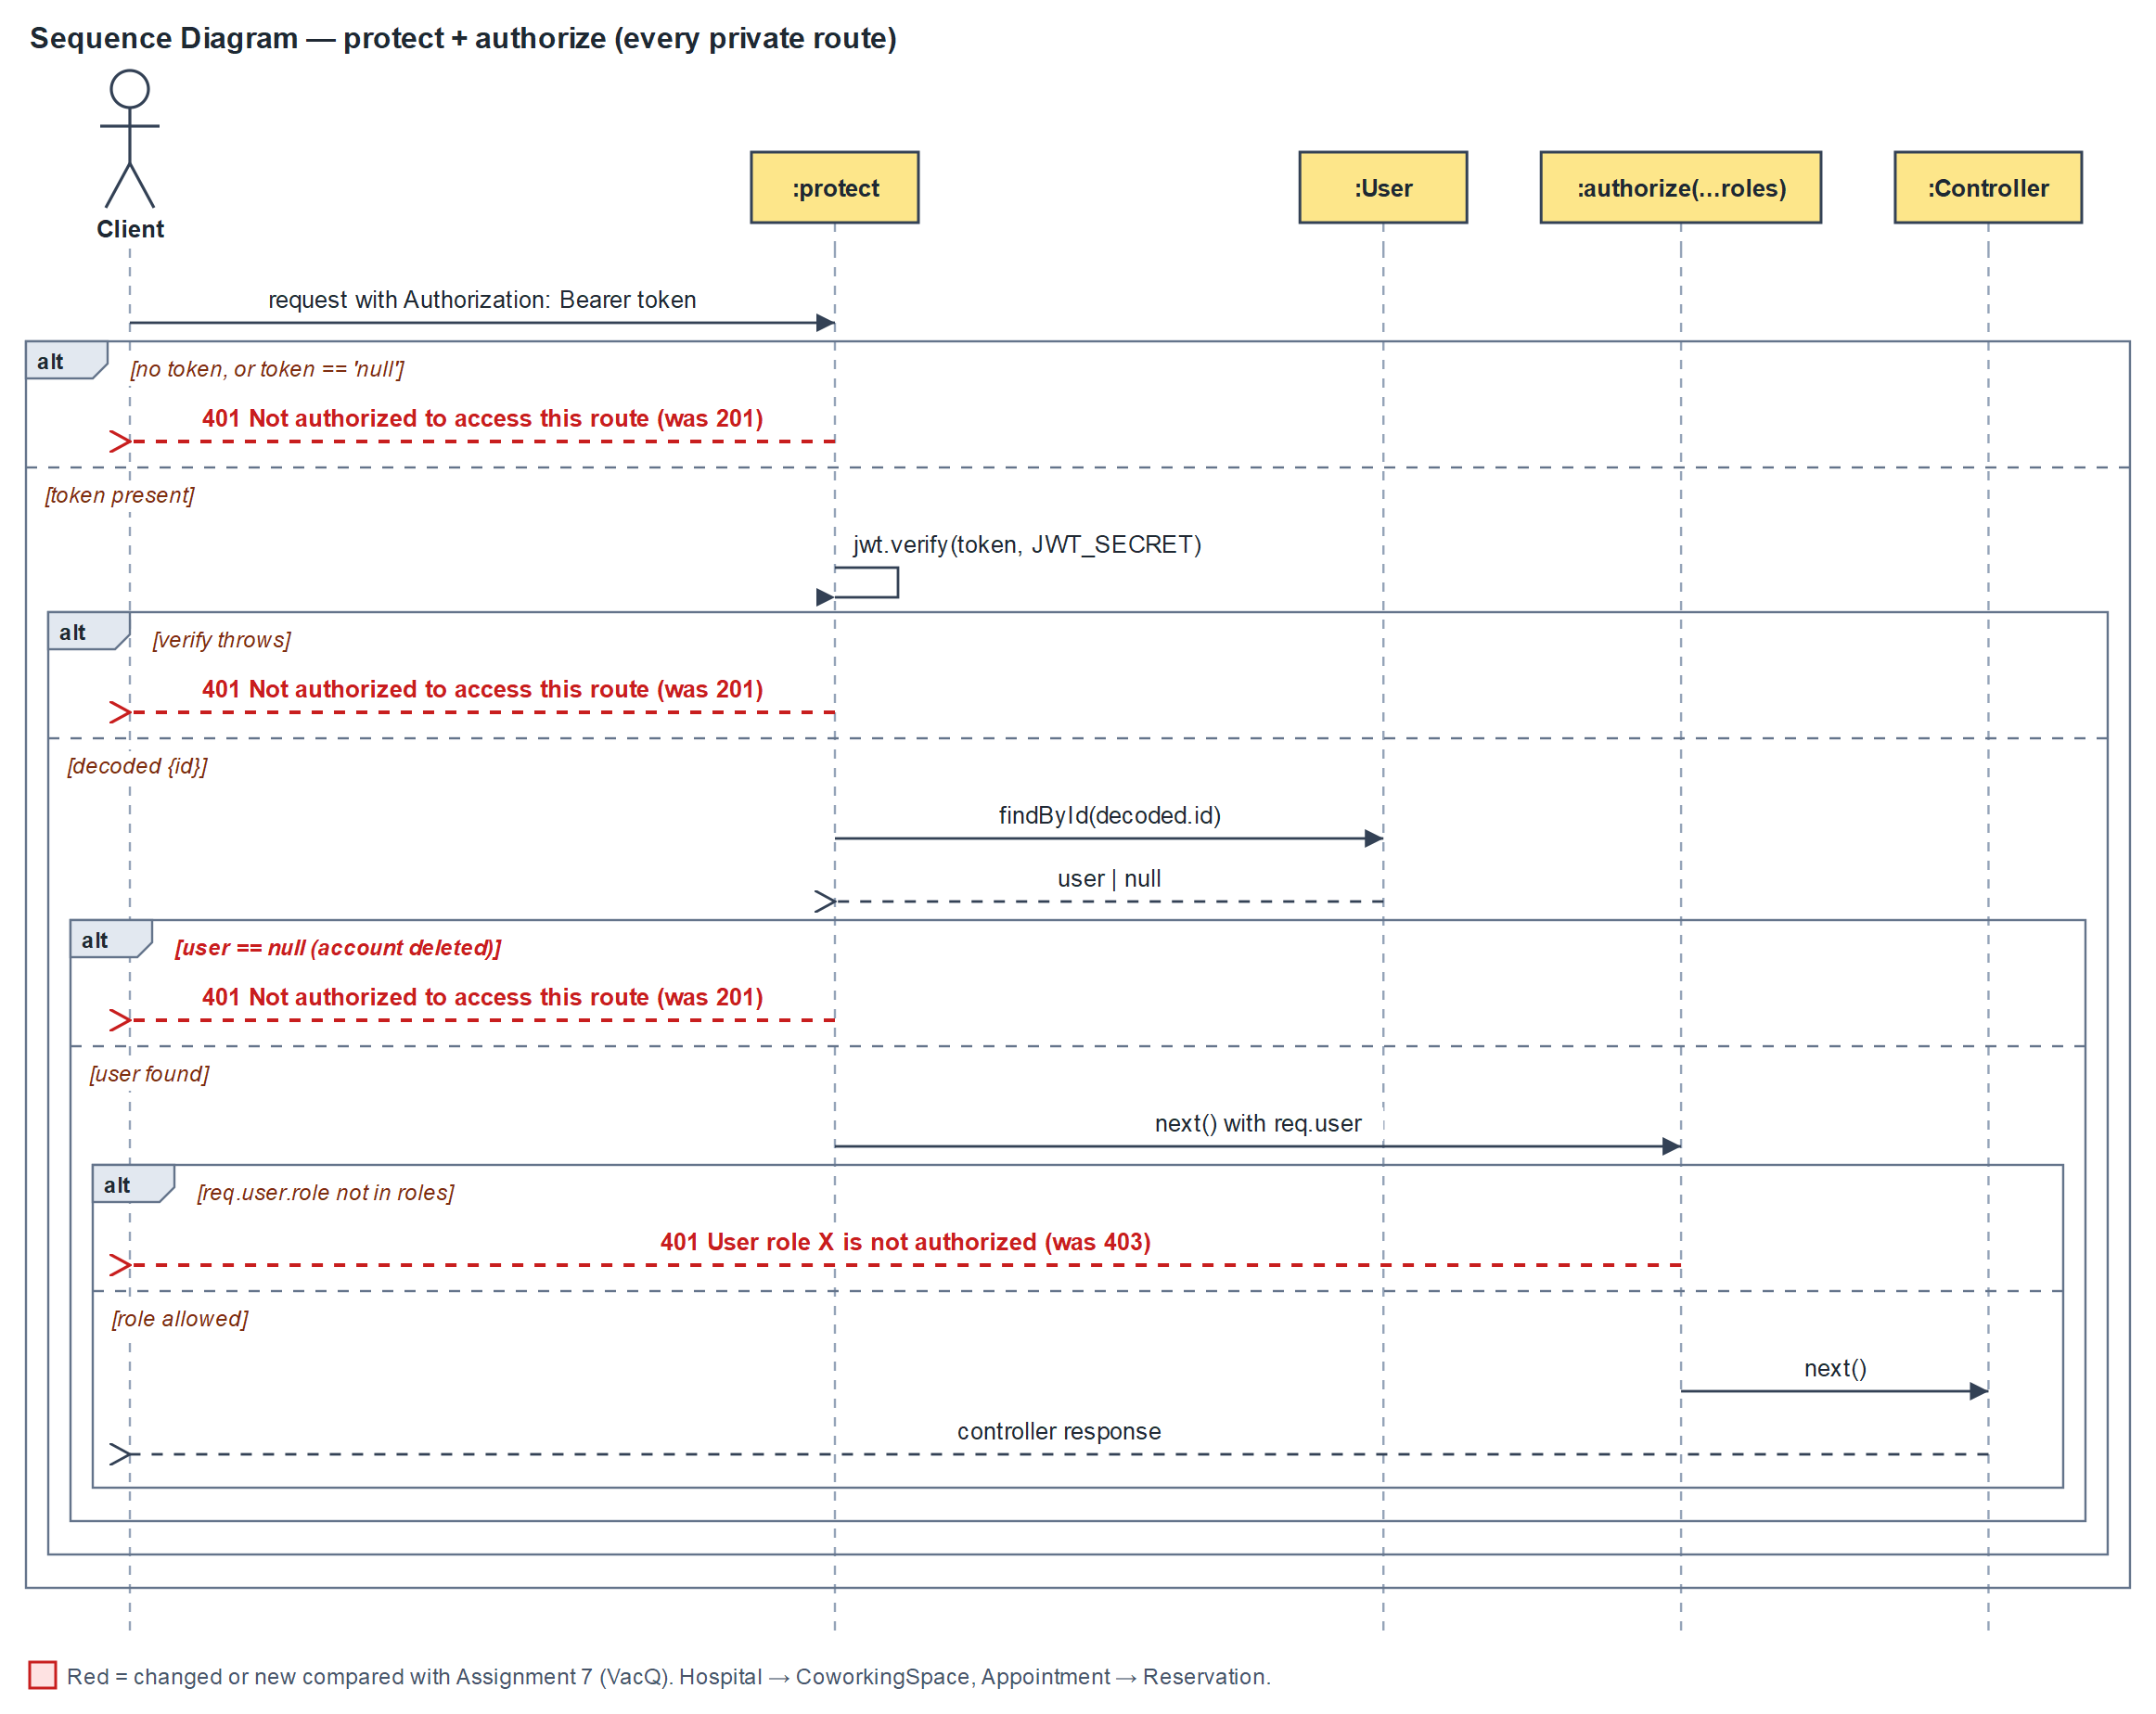 Sequence Diagram — protect + authorize (every private route)
Client
:protect
:User
:authorize(...roles)
:Controller
request with Authorization: Bearer token
alt
[no token, or token == 'null']
401 Not authorized to access this route (was 201)
[token present]
jwt.verify(token, JWT_SECRET)
alt
[verify throws]
401 Not authorized to access this route (was 201)
[decoded {id}]
findById(decoded.id)
user | null
alt
[user == null (account deleted)]
401 Not authorized to access this route (was 201)
[user found]
next() with req.user
alt
[req.user.role not in roles]
401 User role X is not authorized (was 403)
[role allowed]
next()
controller response
Red = changed or new compared with Assignment 7 (VacQ). Hospital → CoworkingSpace, Appointment → Reservation.